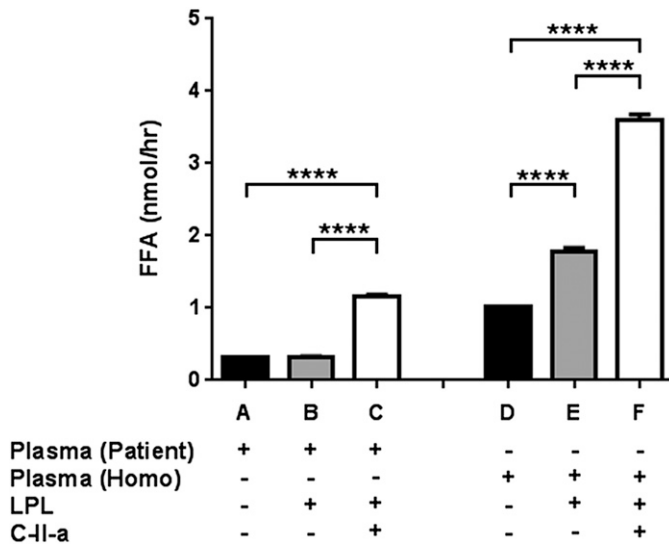 5
****
****
4
****
3
****
****
2
1
0
FFA (nmol/hr)
A B C D E F
Plasma (Patient) + + + - - -
Plasma (Homo) - - - + + +
LPL - + + - + +
C-II-a - - + - - +